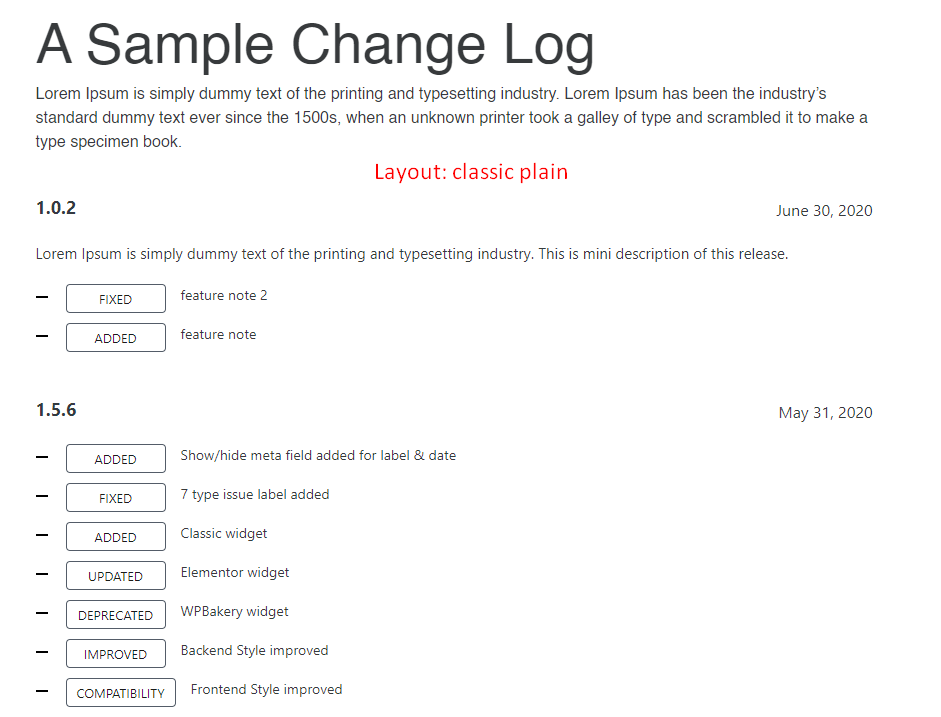 A Sample Change Log
Lorem Ipsum is simply dummy text of the printing and typesetting industry. Lorem Ipsum has been the industry’s
standard dummy text ever since the 1500s, when an unknown printer took a galley of type and scrambled it to make a
type specimen book.
Layout: classic plain
1.0.2 June 30, 2020
Lorem Ipsum is simply dummy text of the printing and typesetting industry. This is mini description of this release.
– FIXED feature note 2
– ADDED feature note
1.5.6 May 31, 2020
– ADDED Show/hide meta field added for label & date
– FIXED 7 type issue label added
– ADDED Classic widget
– UPDATED Elementor widget
– DEPRECATED WPBakery widget
– IMPROVED Backend Style improved
– COMPATIBILITY Frontend Style improved